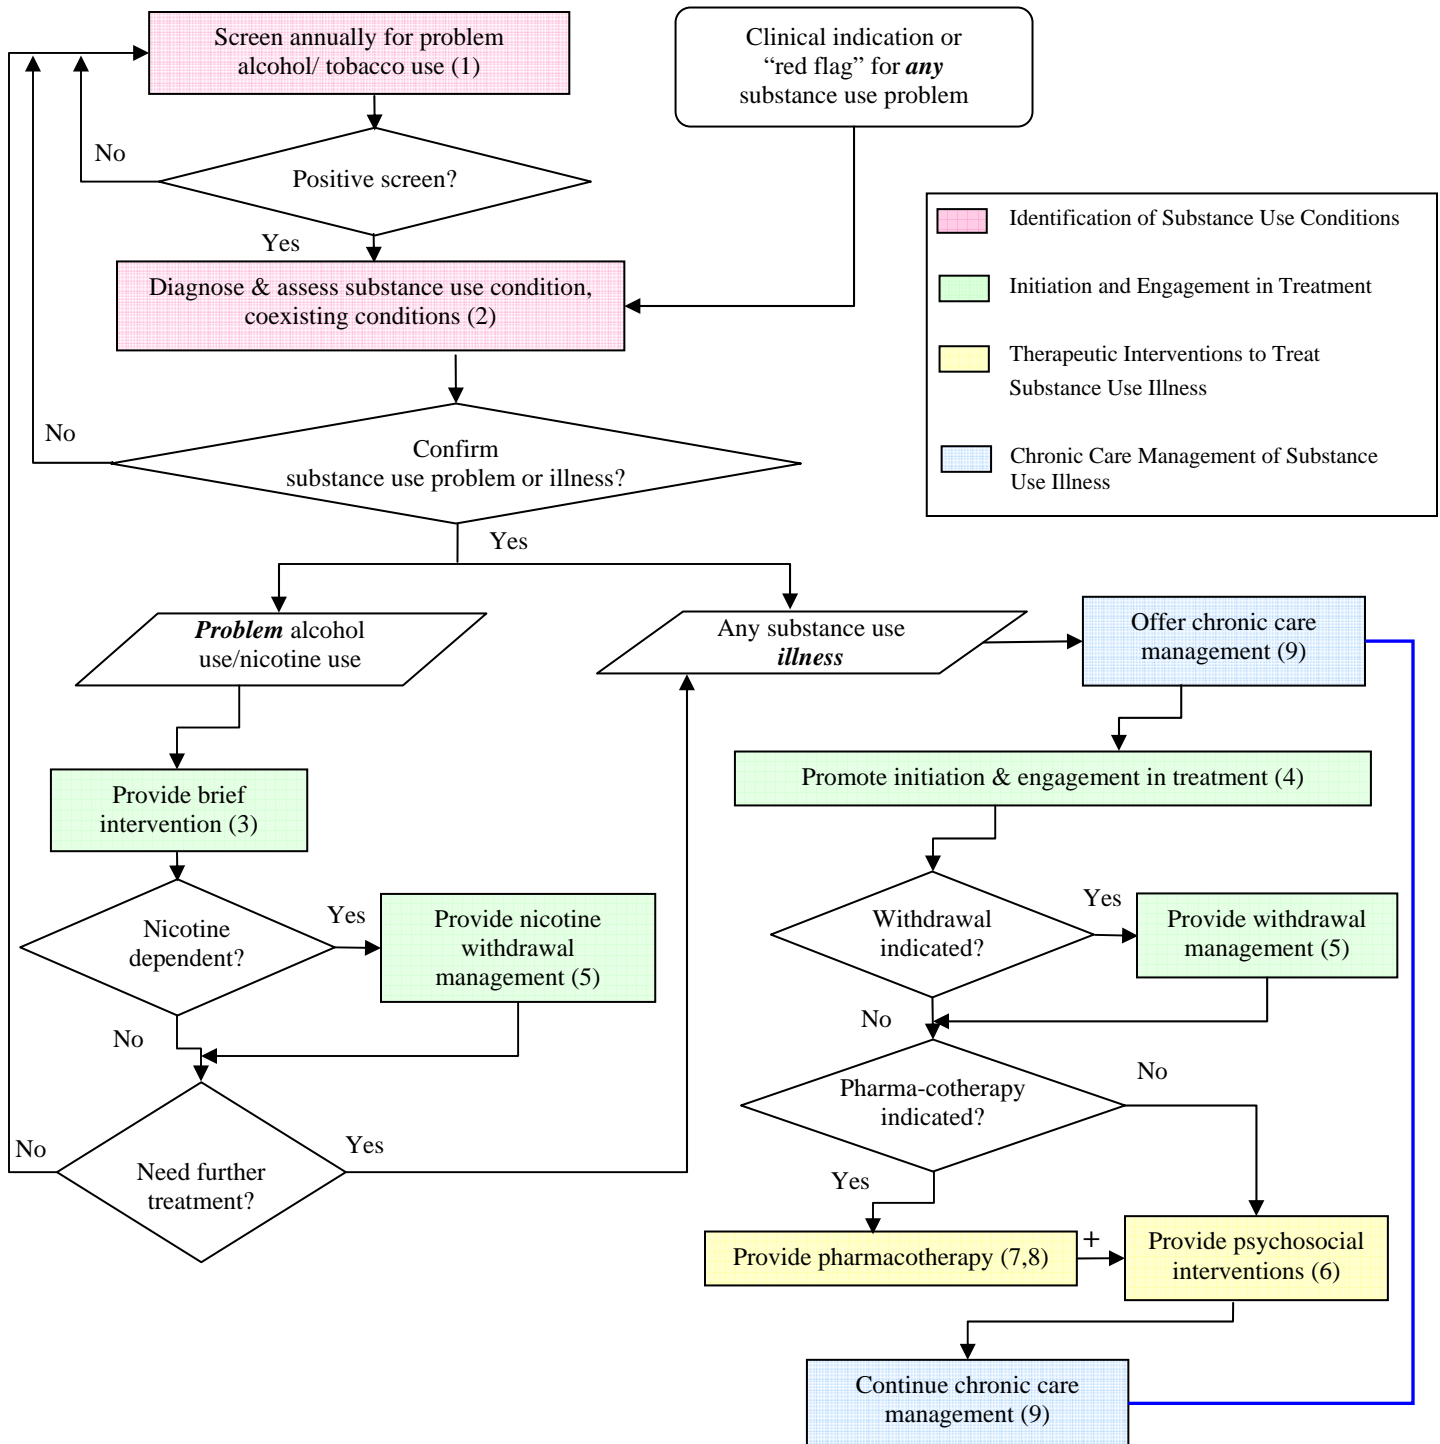 Screen annually for problem
alcohol/ tobacco use (1)
Clinical indication or
“red flag” for any
substance use problem
No
Positive screen?
Yes
Identification of Substance Use Conditions
Initiation and Engagement in Treatment
Therapeutic Interventions to Treat
Substance Use Illness
Chronic Care Management of Substance
Use Illness
Diagnose & assess substance use condition,
coexisting conditions (2)
No
Confirm
substance use problem or illness?
Yes
Problem alcohol
use/nicotine use
Any substance use
illness
Offer chronic care
management (9)
Provide brief
intervention (3)
Promote initiation & engagement in treatment (4)
Nicotine
dependent?
Yes
Provide nicotine
withdrawal
management (5)
No
Withdrawal
indicated?
Yes
Provide withdrawal
management (5)
No
Need further
treatment?
No
Yes
Pharma-cotherapy
indicated?
No
Yes
Provide pharmacotherapy (7,8)
+
Provide psychosocial
interventions (6)
Continue chronic care
management (9)